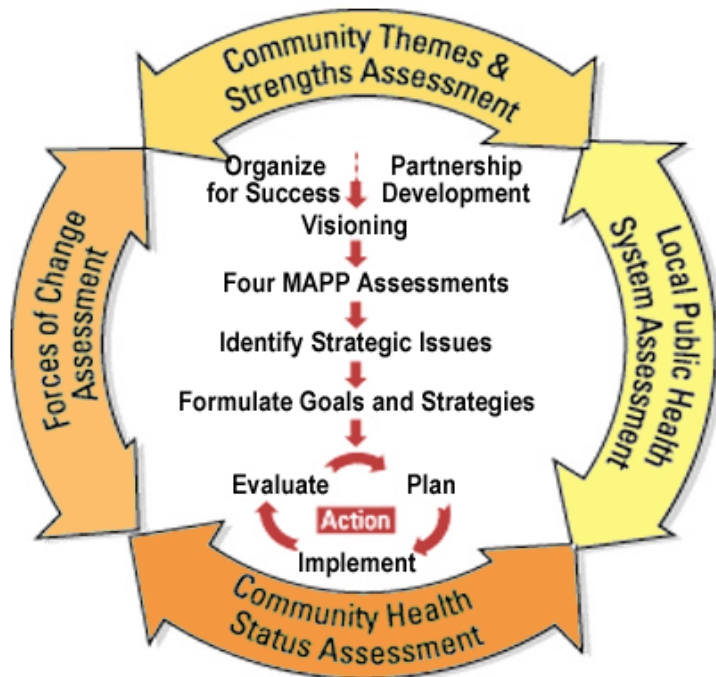 Community Themes &
Strengths Assessment
Organize
for Success
Partnership
Development
Visioning
Four MAPP Assessments
Identify Strategic Issues
Formulate Goals and Strategies
Evaluate
Plan
Action
Implement
Forces of Change
Assessment
Local Public Health
System Assessment
Community Health
Status Assessment